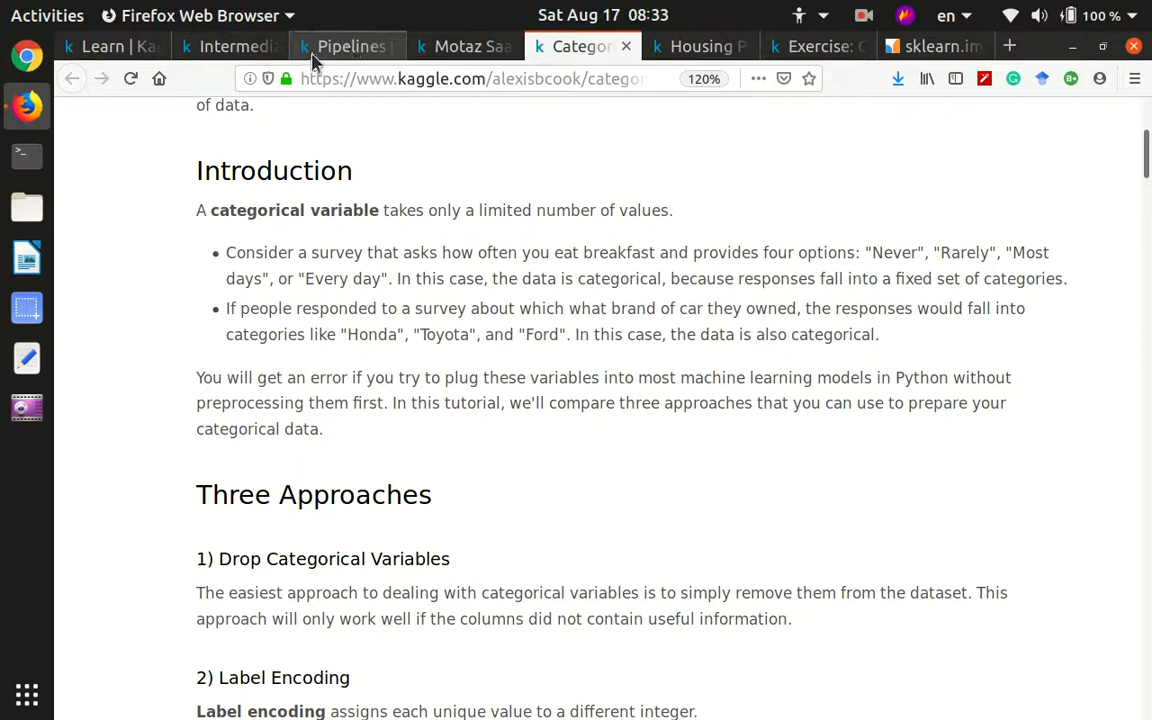 Activities Firefox Web Browser Sat Aug 17 08:33 en 100 %
Learn | Ka Intermedi Pipelines Motaz Saa Categor Housing P Exercise: C sklearn.im
https://www.kaggle.com/alexisbcook/categor 120%
of data.
Introduction
A categorical variable takes only a limited number of values.
Consider a survey that asks how often you eat breakfast and provides four options: "Never", "Rarely", "Most
days", or "Every day". In this case, the data is categorical, because responses fall into a fixed set of categories.
If people responded to a survey about which what brand of car they owned, the responses would fall into
categories like "Honda", "Toyota", and "Ford". In this case, the data is also categorical.
You will get an error if you try to plug these variables into most machine learning models in Python without
preprocessing them first. In this tutorial, we'll compare three approaches that you can use to prepare your
categorical data.
Three Approaches
1) Drop Categorical Variables
The easiest approach to dealing with categorical variables is to simply remove them from the dataset. This
approach will only work well if the columns did not contain useful information.
2) Label Encoding
Label encoding assigns each unique value to a different integer.